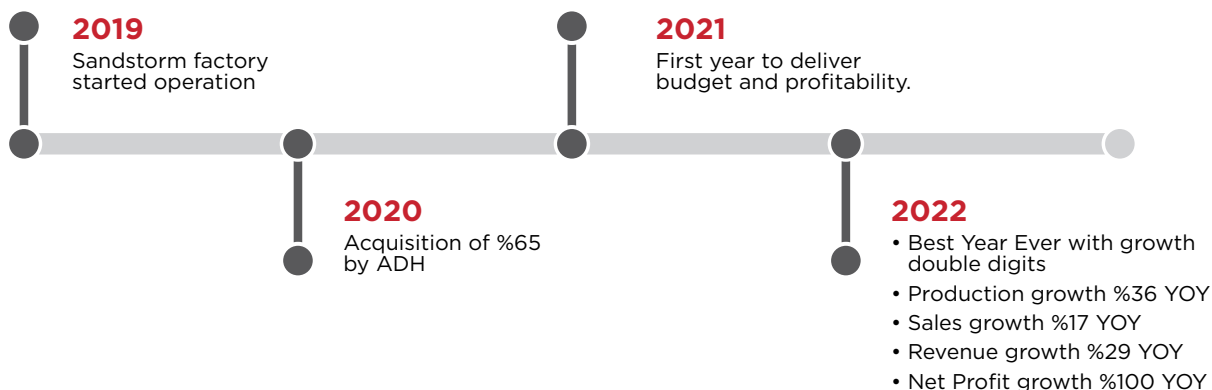 2019
Sandstorm factory
started operation
2020
Acquisition of %65
by ADH
2021
First year to deliver
budget and profitability.
2022
• Best Year Ever with growth
double digits
• Production growth %36 YOY
• Sales growth %17 YOY
• Revenue growth %29 YOY
• Net Profit growth %100 YOY